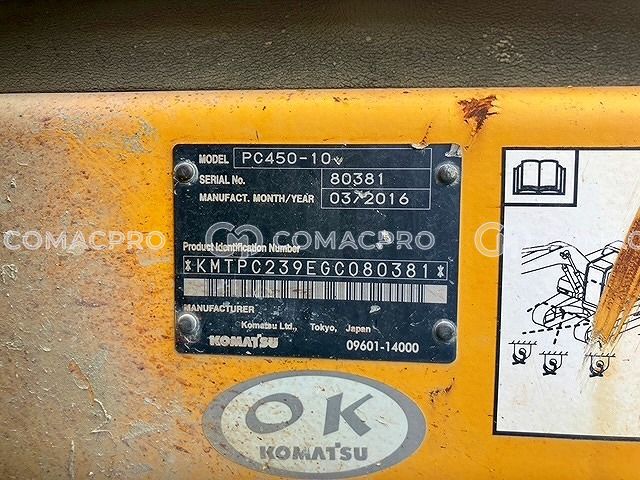 MODEL PC450-10
SERIAL No. 80381
MANUFACT. MONTH/YEAR 03/2016
COMACPRO COMACPRO
Product Identification Number
*KMTPC239EGC080381*
MANUFACTURER
Komatsu Ltd., Tokyo, Japan
KOMATSU 09601-14000
OK
KOMATSU